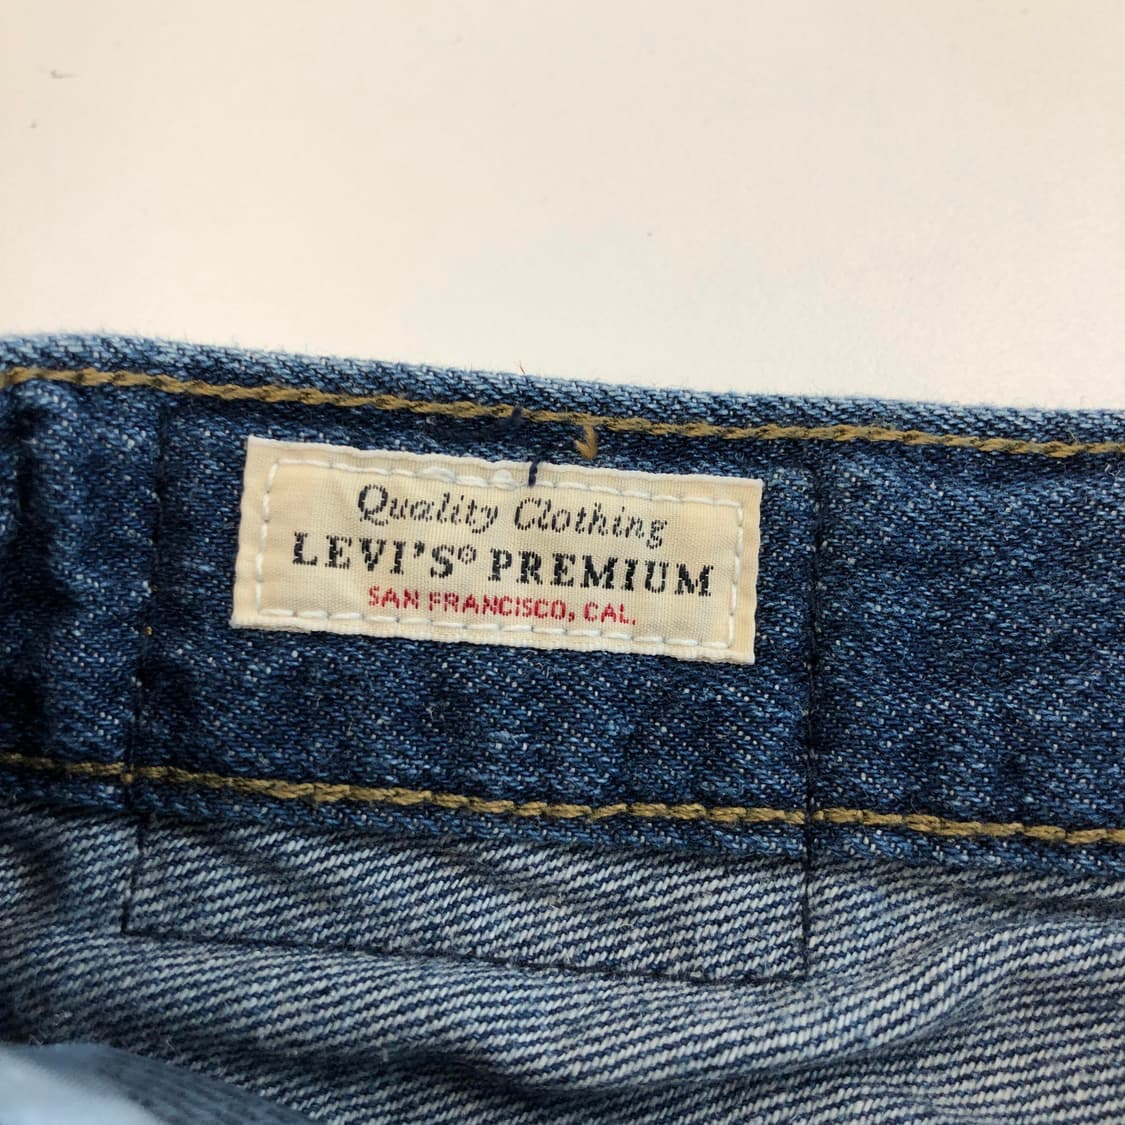 Quality Clothing
LEVI'S® PREMIUM
SAN FRANCISCO, CAL.